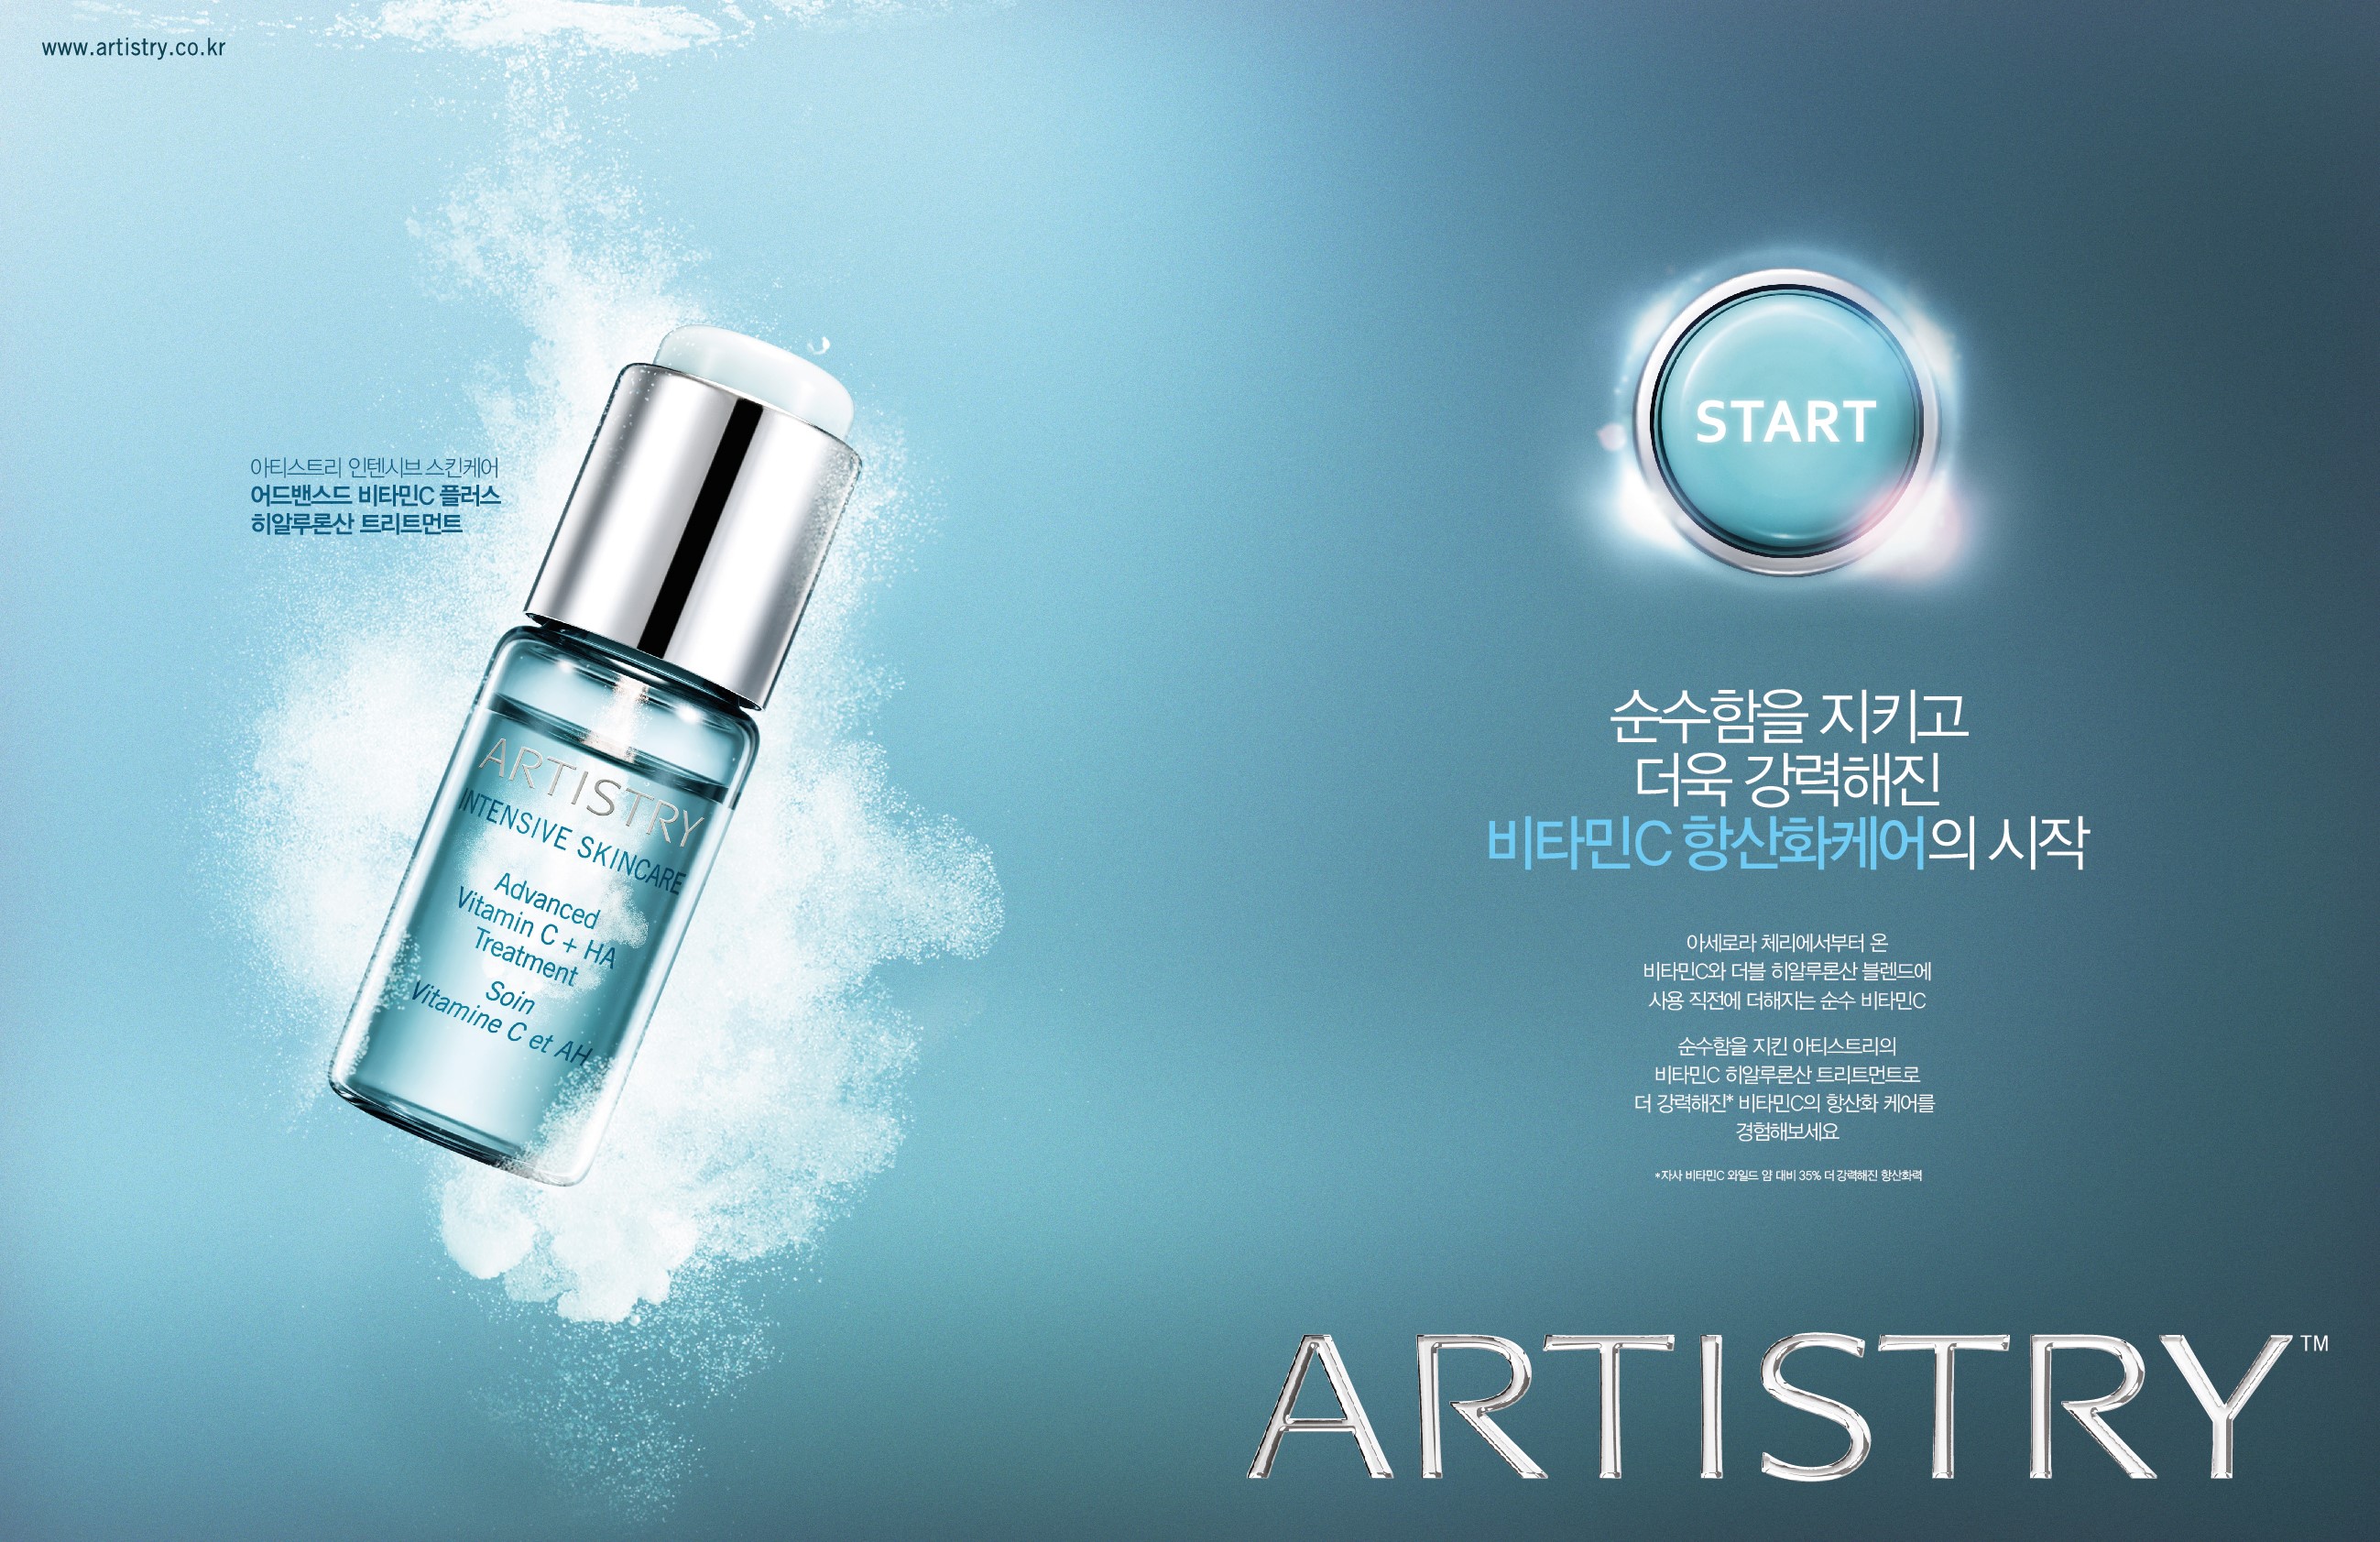 www.artistry.co.kr
아티스트리 인텐시브 스킨케어
어드밴스드 비타민C 플러스
히알루론산 트리트먼트
ARTISTRY
INTENSIVE SKINCARE
Advanced
Vitamin C + HA
Treatment
Soin
Vitamine C et AH
START
순수함을 지키고
더욱 강력해진
비타민C 항산화케어의 시작
아세로라 체리에서부터 온
비타민C와 더블 히알루론산 블렌드에
사용 직전에 더해지는 순수 비타민C
순수함을 지킨 아티스트리의
비타민C 히알루론산 트리트먼트로
더 강력해진* 비타민C의 항산화 케어를
경험해보세요
*자사 비타민C 와일드 얌 대비 35% 더 강력해진 항산화력
ARTISTRY™